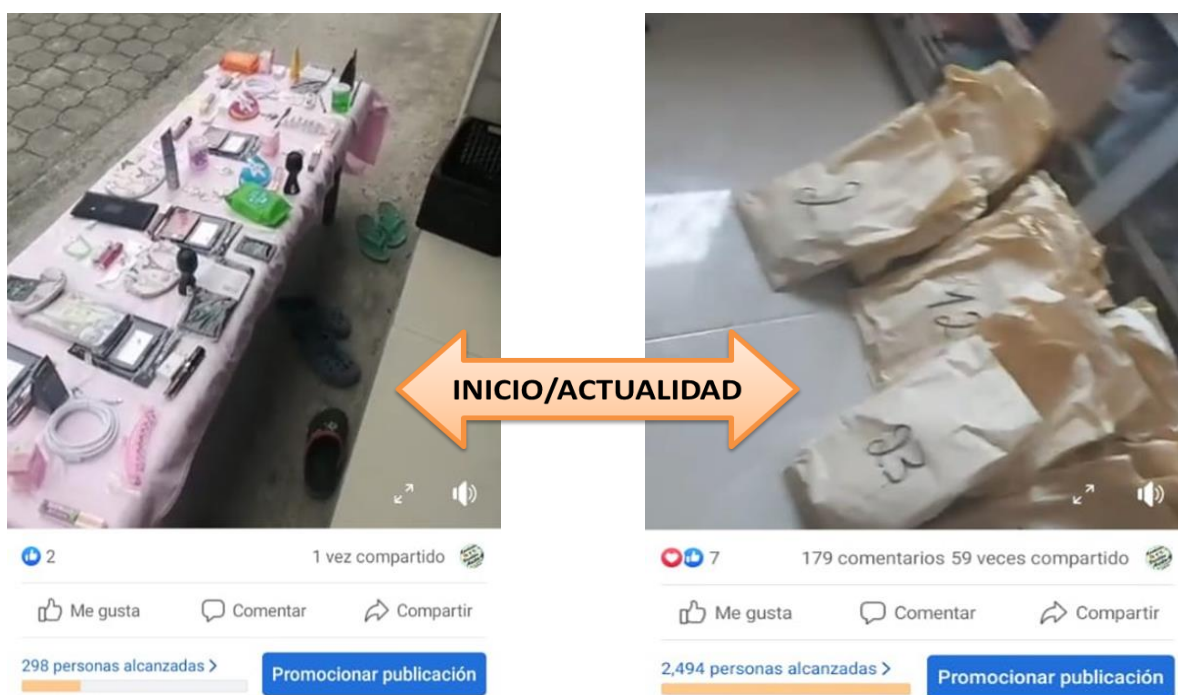 INICIO/ACTUALIDAD
93
2
1 vez compartido
Me gusta
Comentar
Compartir
298 personas alcanzadas >
Promocionar publicación
7
179 comentarios 59 veces compartido
Me gusta
Comentar
Compartir
2,494 personas alcanzadas >
Promocionar publicación